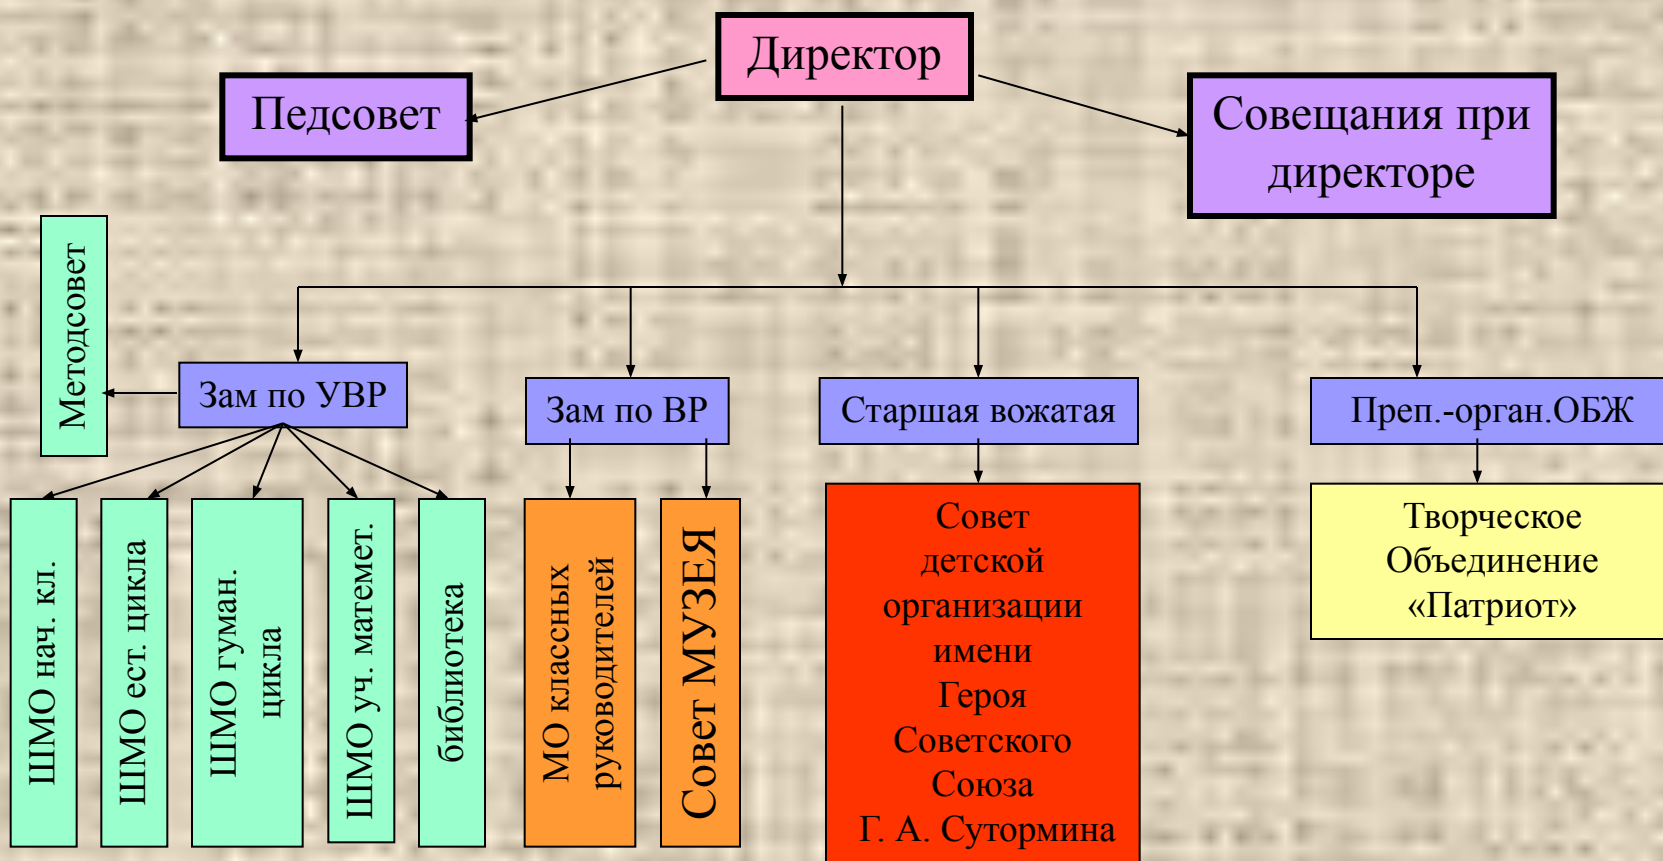 Директор
Педсовет
Совещания при
директоре
Методсовет
Зам по УВР
Зам по ВР
Старшая вожатая
Преп.-орган.ОБЖ
ШМО нач. кл.
ШМО ест. цикла
ШМО гуман.
цикла
ШМО уч. математ.
библиотека
МО классных
руководителей
Совет МУЗЕЯ
Совет
детской
организации
имени
Героя
Советского
Союза
Г. А. Сутормина
Творческое
Объединение
«Патриот»